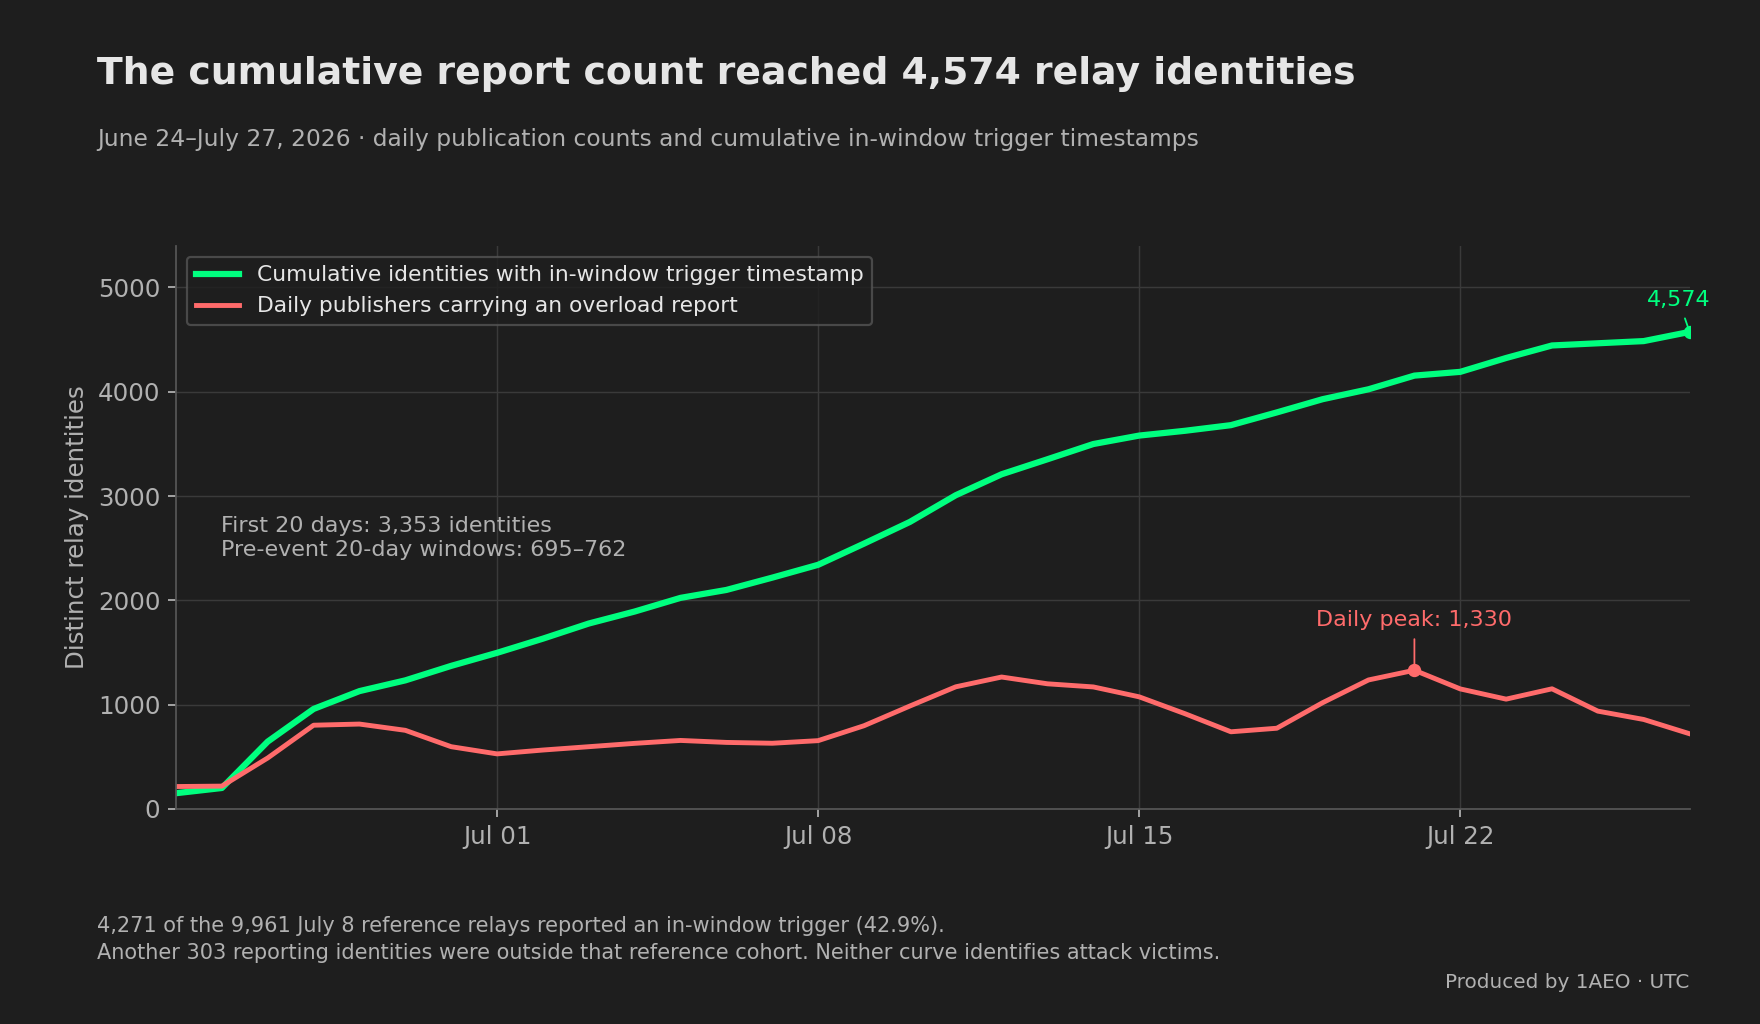 The cumulative report count reached 4,574 relay identities
June 24–July 27, 2026 · daily publication counts and cumulative in-window trigger timestamps
Cumulative identities with in-window trigger timestamp
Daily publishers carrying an overload report
Distinct relay identities
5000
4000
3000
2000
1000
0
4,574
First 20 days: 3,353 identities
Pre-event 20-day windows: 695–762
Daily peak: 1,330
Jul 01
Jul 08
Jul 15
Jul 22
4,271 of the 9,961 July 8 reference relays reported an in-window trigger (42.9%).
Another 303 reporting identities were outside that reference cohort. Neither curve identifies attack victims.
Produced by 1AEO · UTC